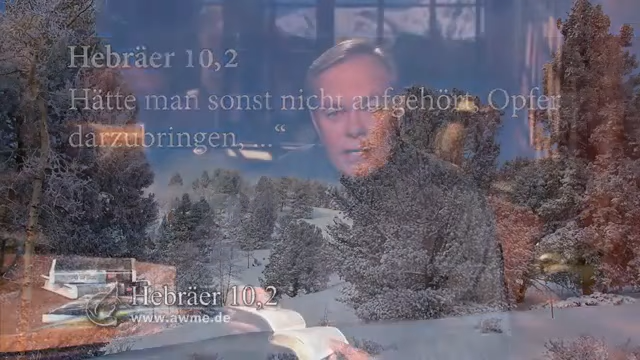 Hebräer 10,2
Hätte man sonst nicht aufgehört, Opfer
darzubringen, ..."
Hebräer 10,2
www.awme.de